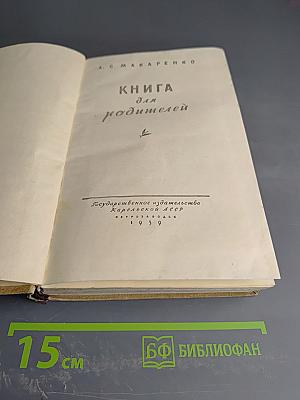 А. С. МАКАРЕНКО
КНИГА
для
родителей
Государственное издательство
Карельской АССР
ПЕТРОЗАВОДСК
1959
15 см
БФ БИБЛИОФАН